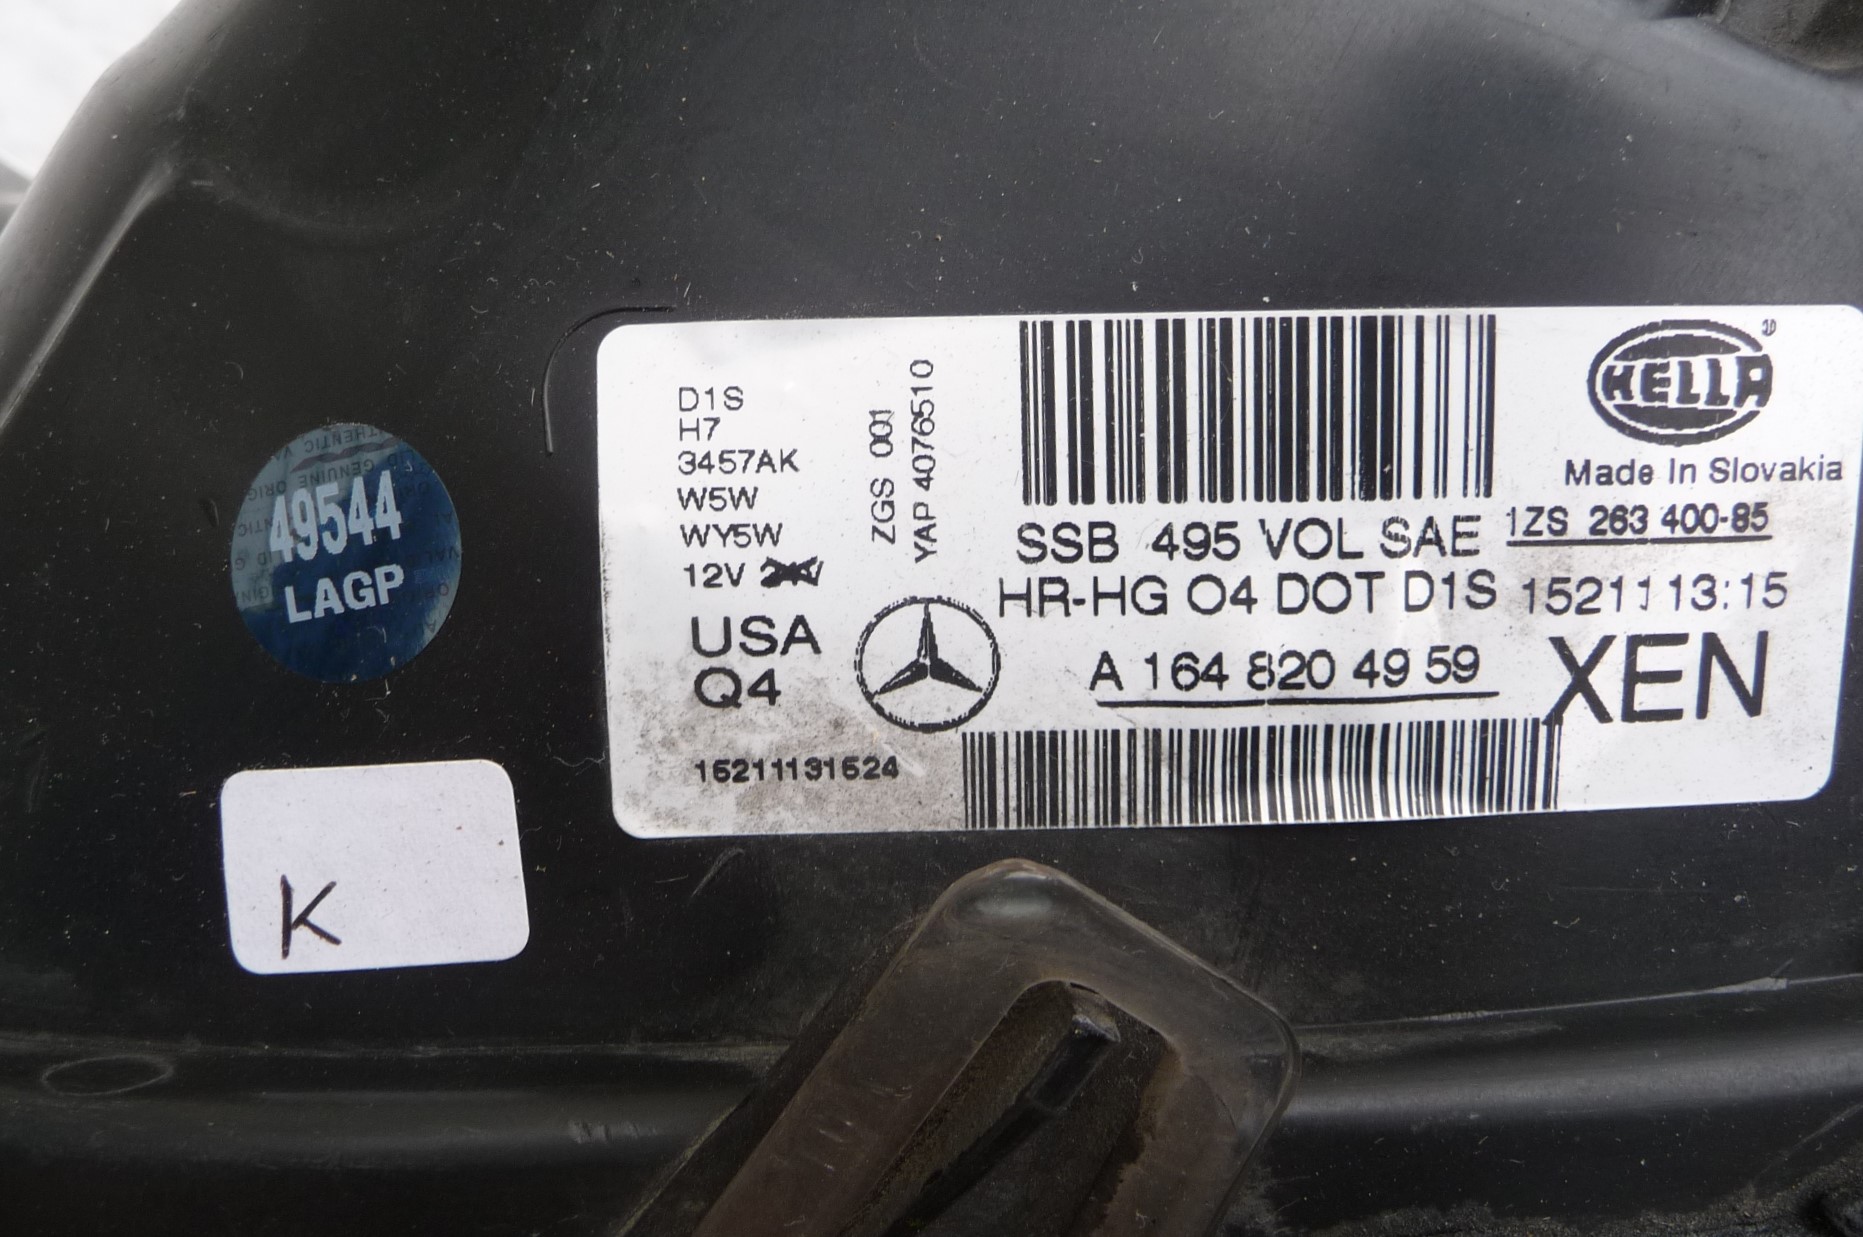 49544
LAGP
K
D1S
H7
3457AK
W5W
WY5W
12V
USA
Q4
15211131524
ZGS 001
YAP 40765510
SSB 495 VOL SAE
HR-HG O4 DOT D1S
A 164 820 49 59
HELLA
Made In Slovakia
1ZS 263 400-85
15211 13:15
XEN